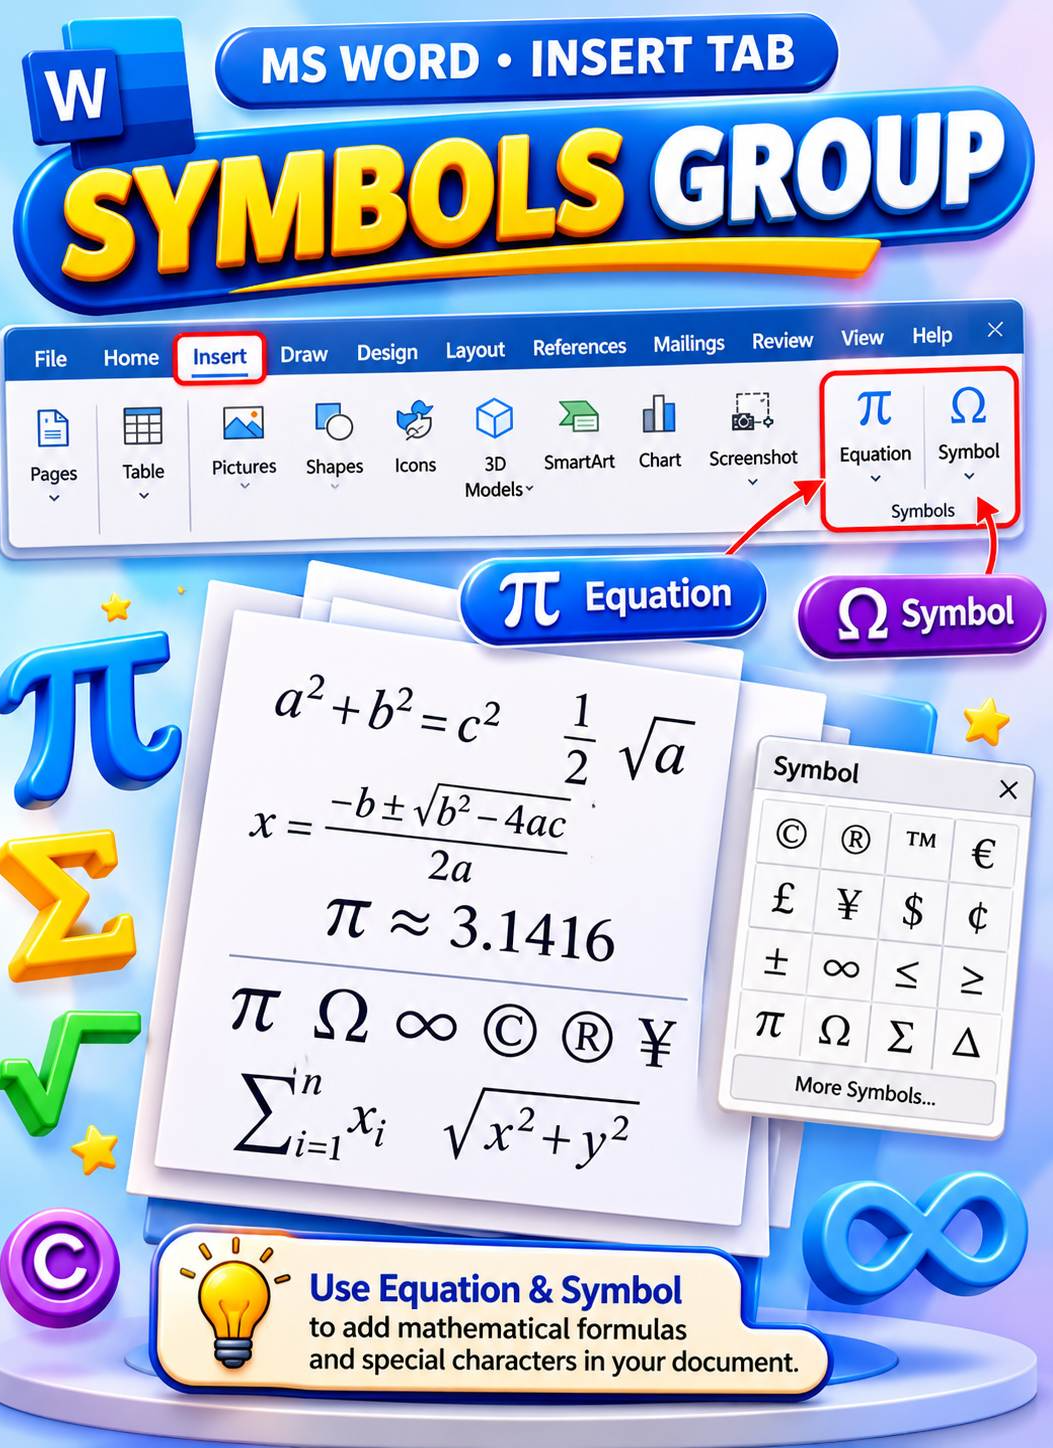 W
MS WORD • INSERT TAB
SYMBOLS GROUP
File Home Insert Draw Design Layout References Mailings Review View Help ×
Pages Table Pictures Shapes Icons 3D Models SmartArt Chart Screenshot π Equation Ω Symbol
Symbols
π Equation
Ω Symbol
a² + b² = c² 1/2 √a
x = (−b ± √(b² − 4ac)) / 2a
π ≈ 3.1416
π Ω ∞ © ® ¥
∑ⁿᵢ₌₁ xᵢ √(x² + y²)
Symbol ×
© ® ™ €
£ ¥ $ ¢
± ∞ ≤ ≥
π Ω Σ Δ
More Symbols...
π
Σ
√
©
∞
Use Equation & Symbol
to add mathematical formulas
and special characters in your document.